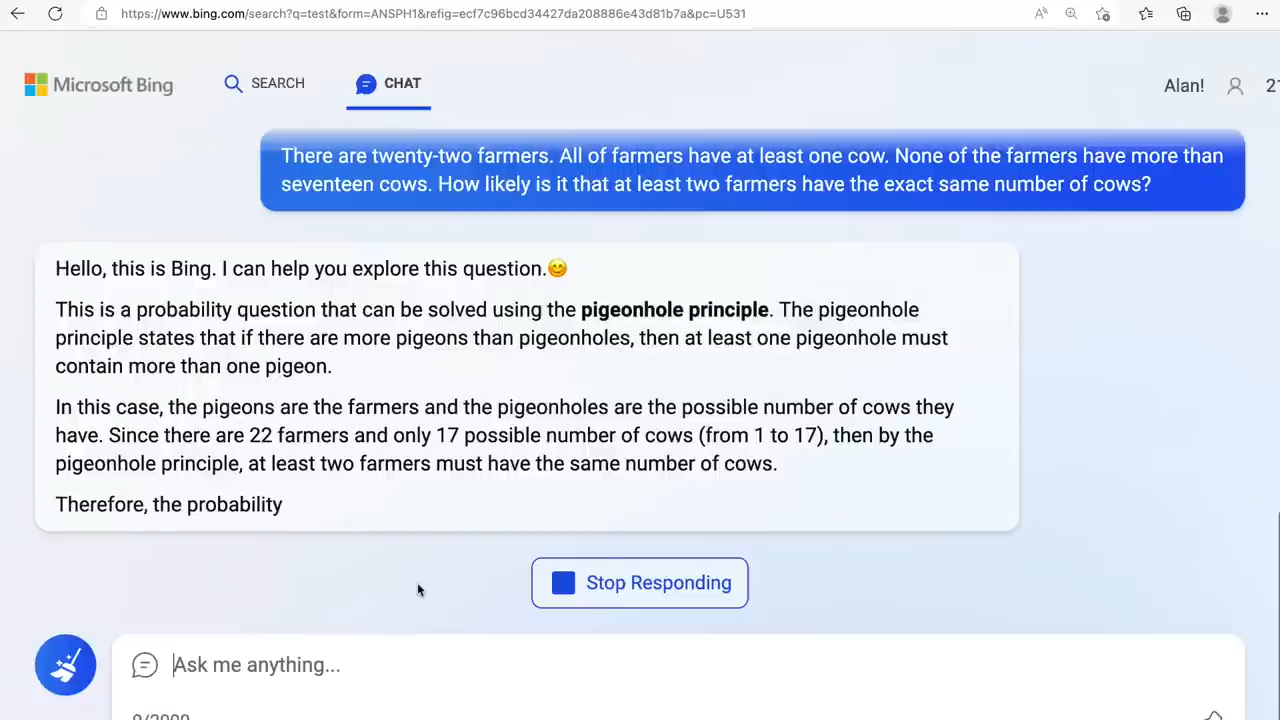 https://www.bing.com/search?q=test&form=ANSPH1&refig=ecf7c96bcd34427da208886e43d81b7a&pc=U531
Microsoft Bing
SEARCH
CHAT
Alan!
21
There are twenty-two farmers. All of farmers have at least one cow. None of the farmers have more than
seventeen cows. How likely is it that at least two farmers have the exact same number of cows?
Hello, this is Bing. I can help you explore this question.😊
This is a probability question that can be solved using the pigeonhole principle. The pigeonhole
principle states that if there are more pigeons than pigeonholes, then at least one pigeonhole must
contain more than one pigeon.
In this case, the pigeons are the farmers and the pigeonholes are the possible number of cows they
have. Since there are 22 farmers and only 17 possible number of cows (from 1 to 17), then by the
pigeonhole principle, at least two farmers must have the same number of cows.
Therefore, the probability
Stop Responding
Ask me anything...
0/2000